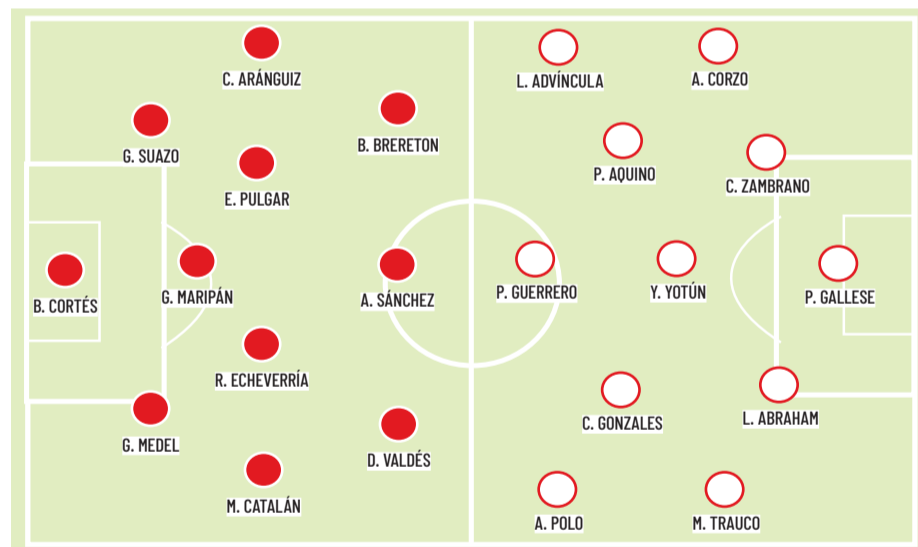 C. ARÁNGUIZ
L. ADVÍNCULA
A. CORZO
G. SUAZO
B. BRERETON
E. PULGAR
P. AQUINO
C. ZAMBRANO
B. CORTÉS
G. MARIPÁN
A. SÁNCHEZ
P. GUERRERO
Y. YOTÚN
P. GALLESE
R. ECHEVERRÍA
G. MEDEL
D. VALDÉS
C. GONZALES
L. ABRAHAM
M. CATALÁN
A. POLO
M. TRAUCO